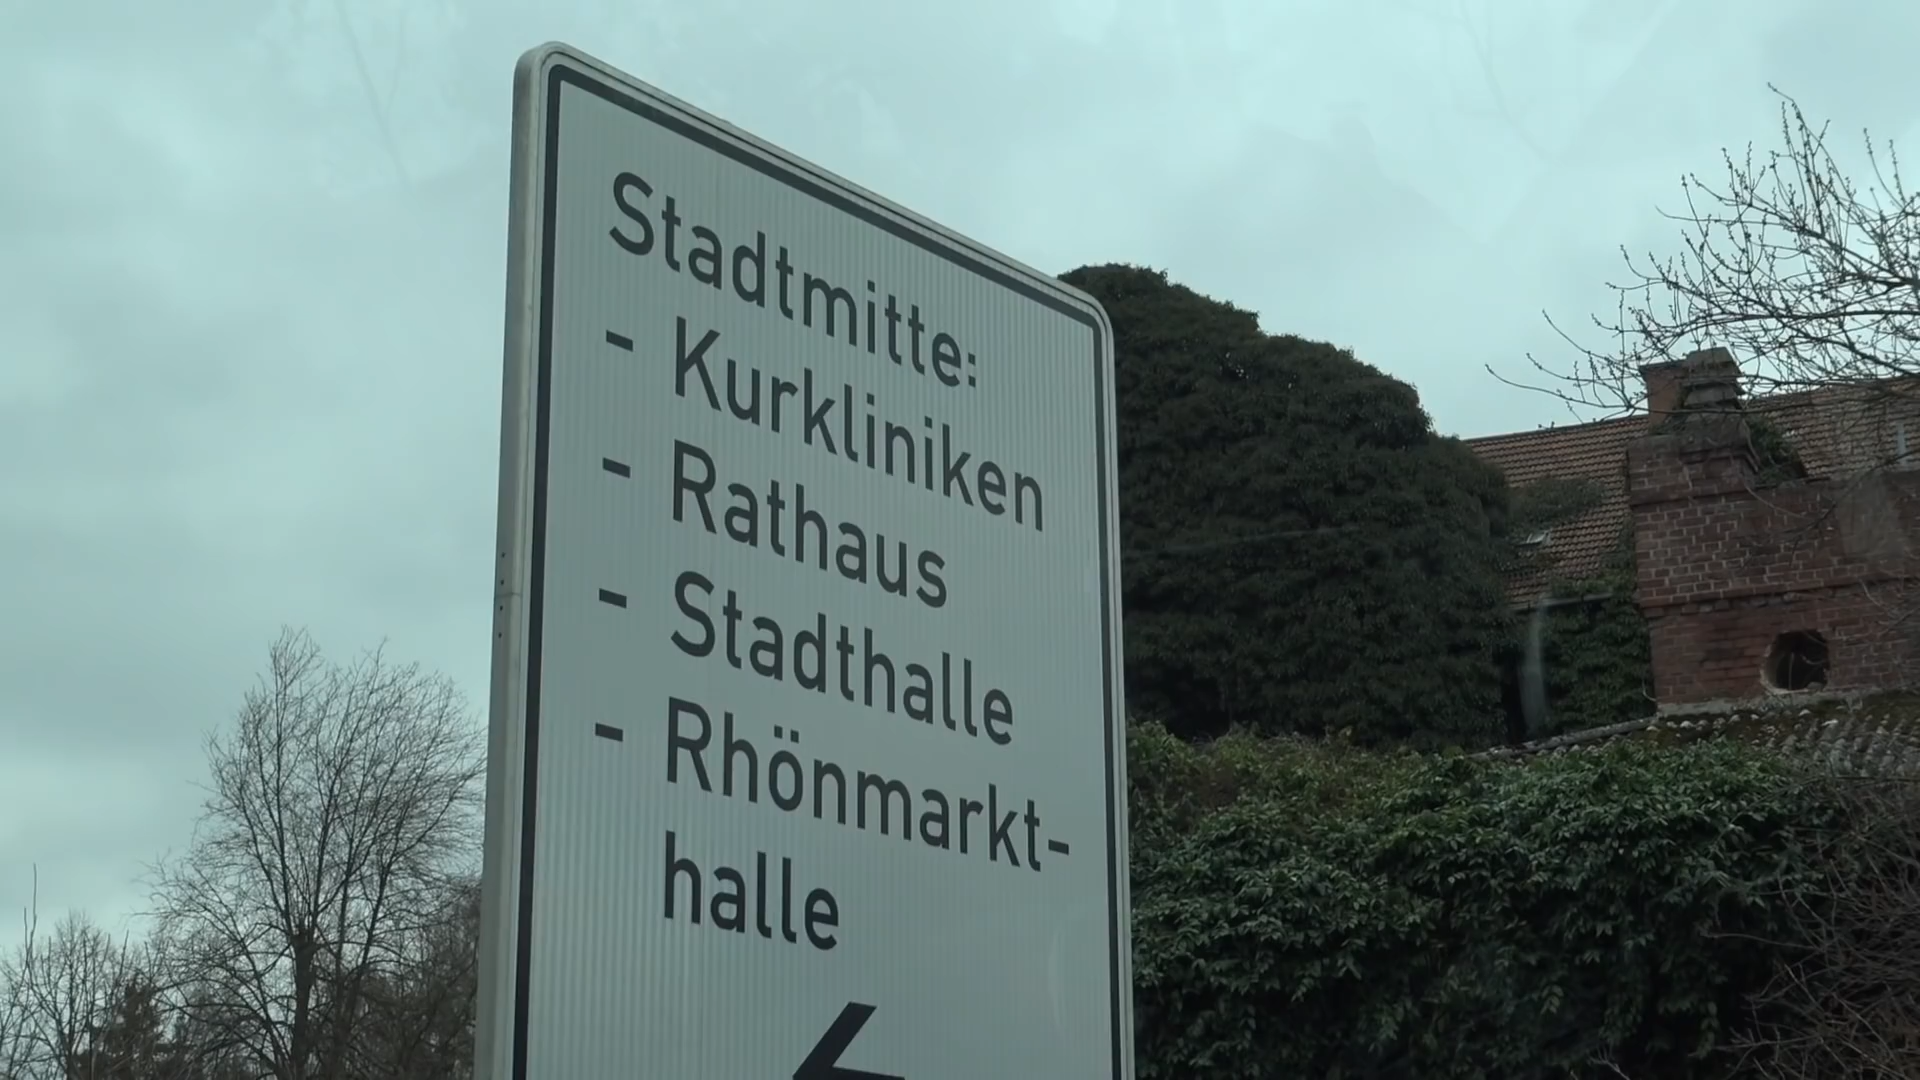 Stadtmitte:
- Kurkliniken
- Rathaus
- Stadthalle
- Rhönmarkt-
halle